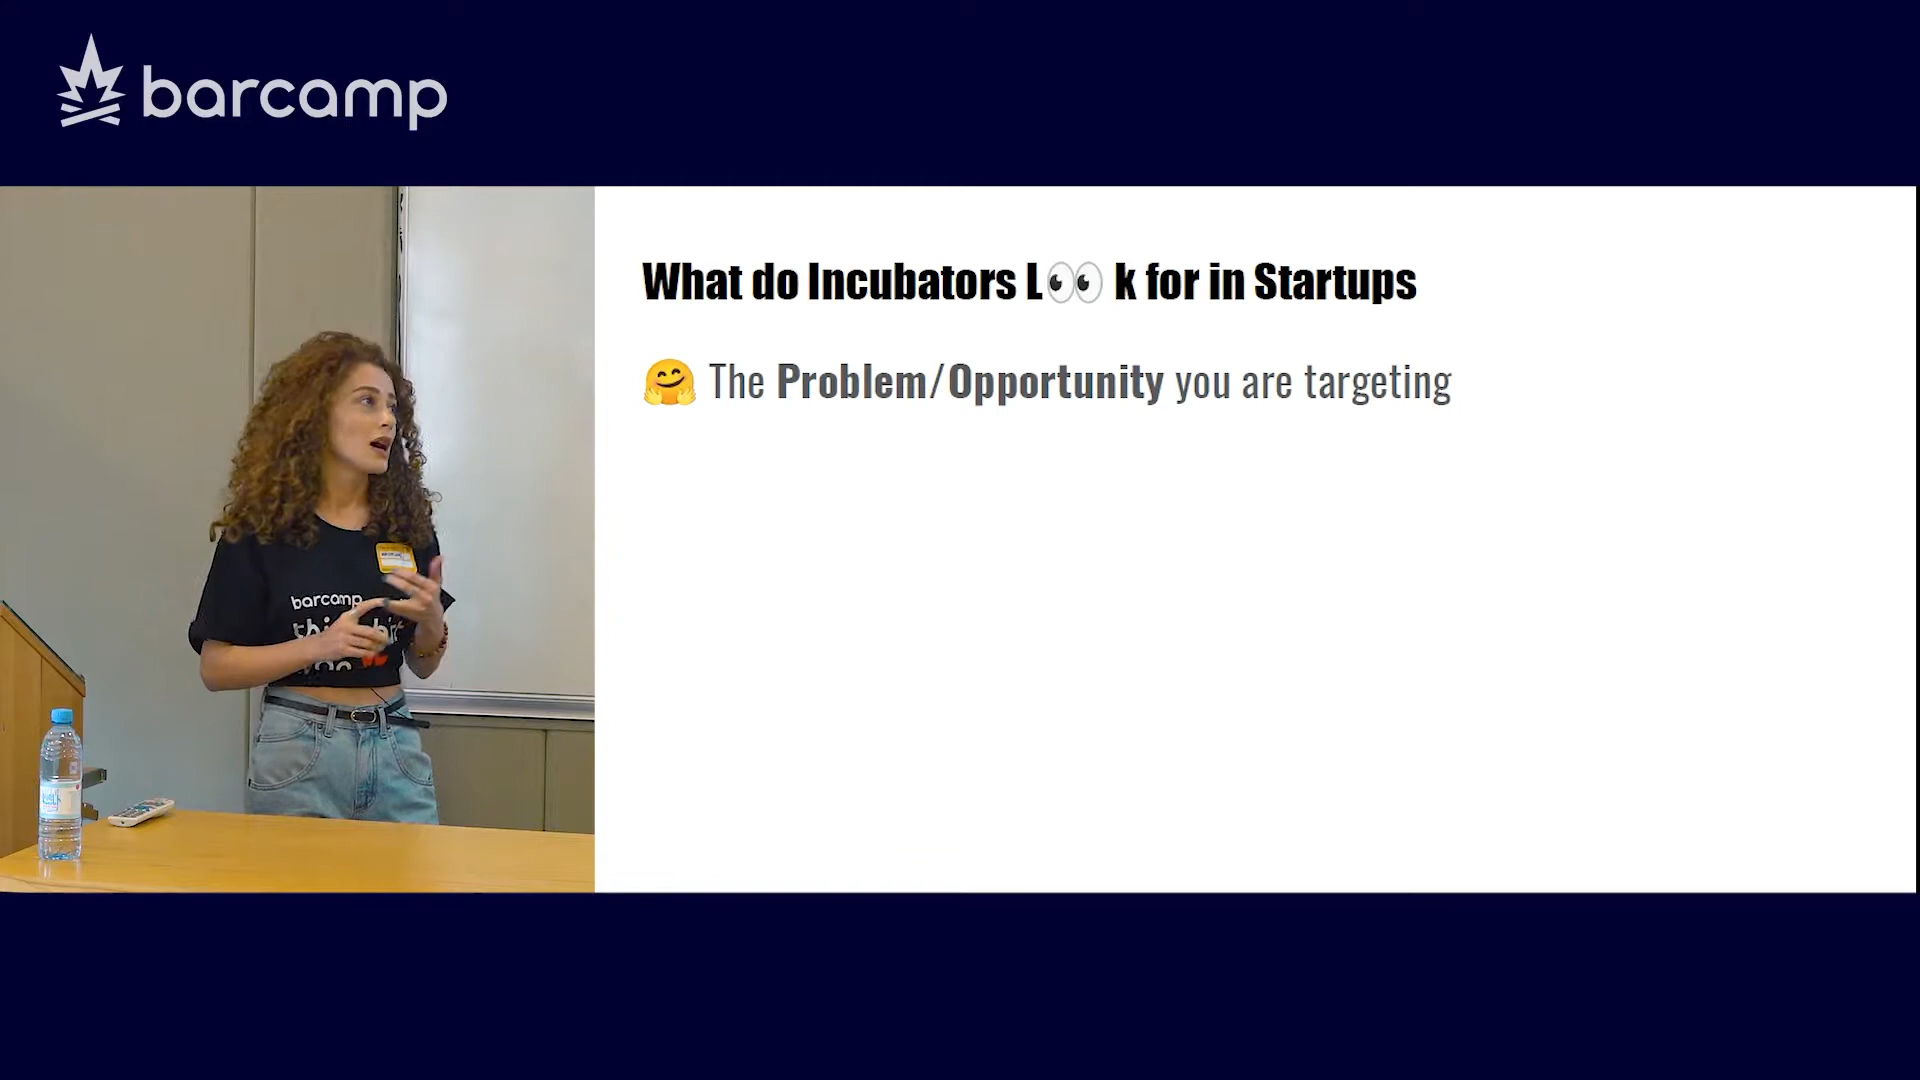 barcamp
What do Incubators L👀 k for in Startups
🤗 The Problem/Opportunity you are targeting
barcamp